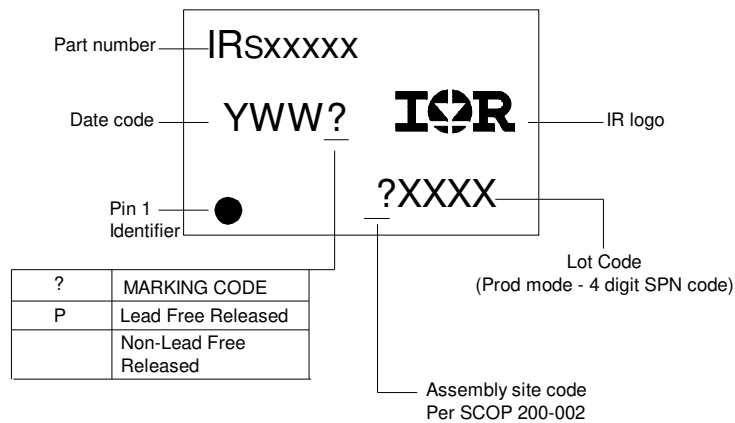 Part number
IRSxxxxx
Date code
YWW?
IOR
IR logo
?XXXX
Pin 1
Identifier
Lot Code
(Prod mode - 4 digit SPN code)
? MARKING CODE
P Lead Free Released
Non-Lead Free
Released
Assembly site code
Per SCOP 200-002